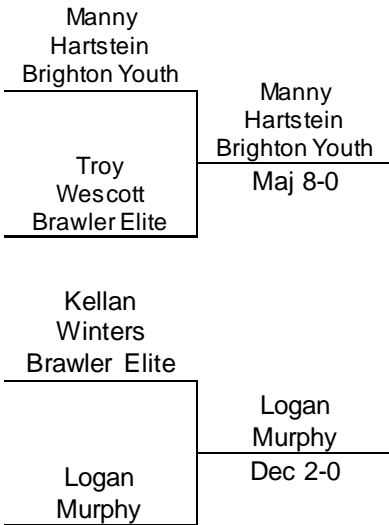 Manny
Hartstein
Brighton Youth
Manny
Hartstein
Brighton Youth
Troy
Wescott
Brawler Elite
Maj 8-0
Kellan
Winters
Brawler Elite
Logan
Murphy
Dec 2-0
Logan
Murphy